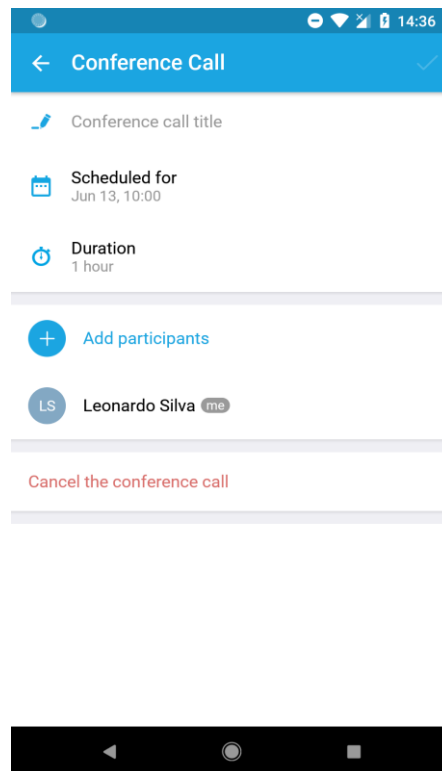 14:36
Conference Call
Conference call title
Scheduled for
Jun 13, 10:00
Duration
1 hour
Add participants
LS Leonardo Silva me
Cancel the conference call